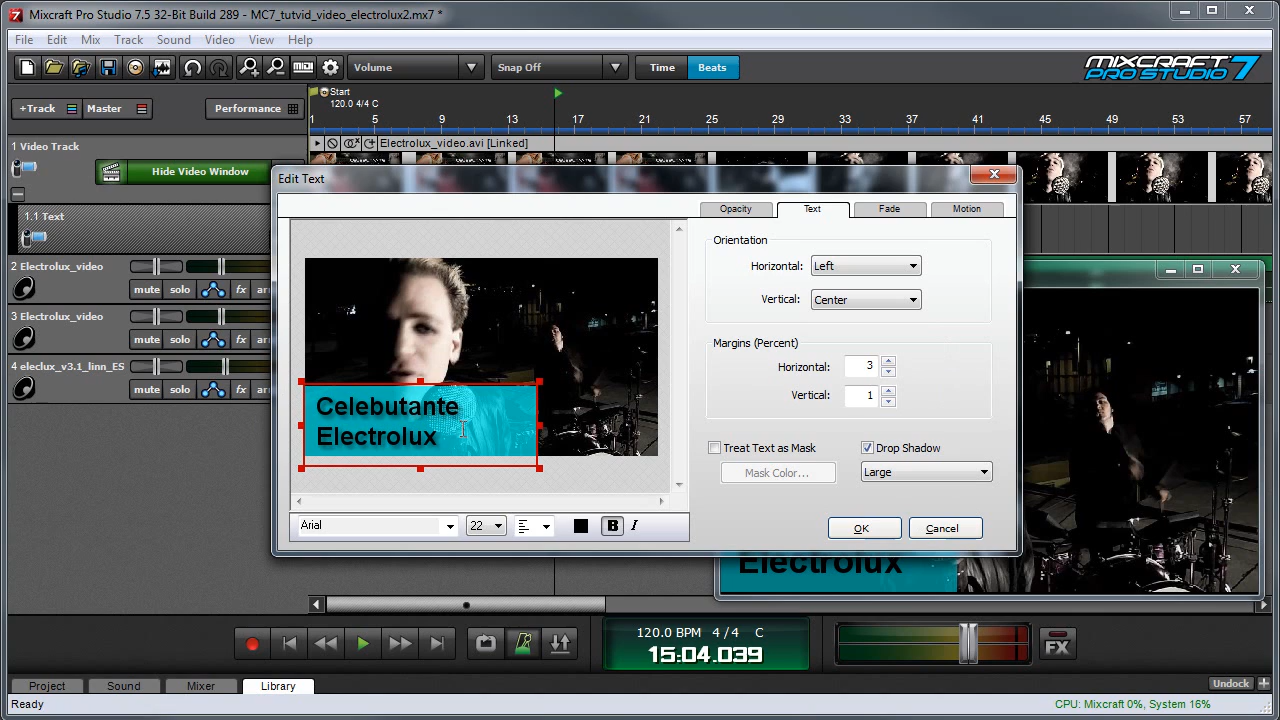 Mixcraft Pro Studio 7.5 32-Bit Build 289 - MC7_tutvid_video_electrolux2.mx7 *
File Edit Mix Track Sound Video View Help
Volume Snap Off Time Beats
MIXCRAFT
PRO STUDIO 7
+Track Master Performance
Start
120.0 4/4 C
1 5 9 13 17 21 25 29 33 37 41 45 49 53 57
1 Video Track
Electrolux_video.avi [Linked]
Hide Video Window
Edit Text
1.1 Text
Opacity Text Fade Motion
Orientation
Horizontal: Left
Vertical: Center
2 Electrolux_video
mute solo fx
3 Electrolux_video
mute solo fx
4 eleclux_v3.1_linn_ES
mute solo fx
Margins (Percent)
Horizontal: 3
Vertical: 1
Celebutante
Electrolux
Treat Text as Mask Drop Shadow
Mask Color... Large
Arial 22 B I
OK Cancel
Electrolux
120.0 BPM 4 / 4 C
15:04.039
FX
Project Sound Mixer Library
Undock
Ready
CPU: Mixcraft 0%, System 16%